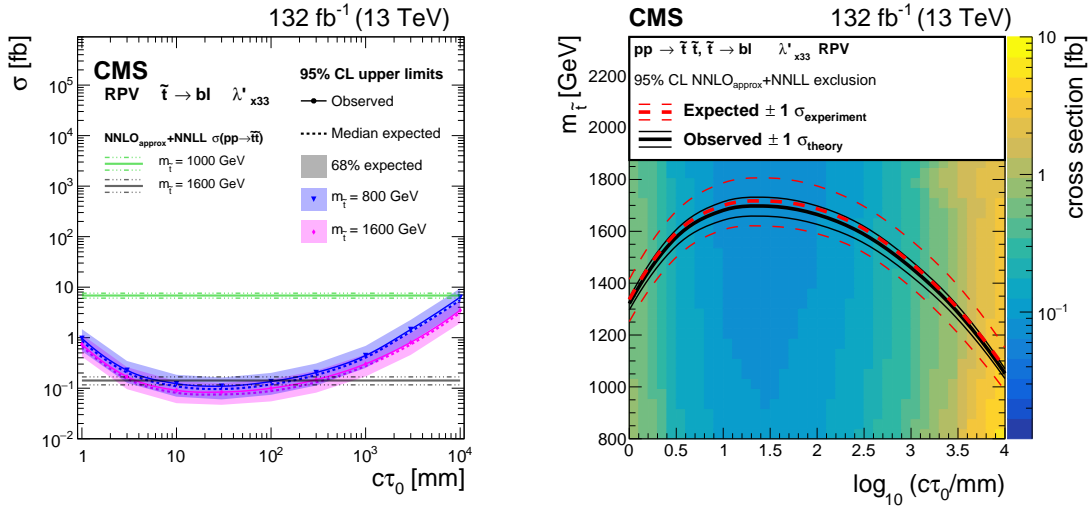 132 fb⁻¹ (13 TeV)
σ [fb]
10⁵
10⁴
10³
10²
10
1
10⁻¹
10⁻²
CMS
RPV t̃ → bl λ'x33
NNLOapprox+NNLL σ(pp→t̃t̃)
mt̃ = 1000 GeV
mt̃ = 1600 GeV
95% CL upper limits
Observed
Median expected
68% expected
mt̃ = 800 GeV
mt̃ = 1600 GeV
1 10 10² 10³ 10⁴
cτ₀ [mm]
CMS 132 fb⁻¹ (13 TeV)
mt̃ [GeV]
2200
2000
1800
1600
1400
1200
1000
800
pp → t̃ t̃, t̃ → bl λ'x33 RPV
95% CL NNLOapprox+NNLL exclusion
Expected ± 1 σexperiment
Observed ± 1 σtheory
0 0.5 1 1.5 2 2.5 3 3.5 4
log₁₀ (cτ₀/mm)
10
1
10⁻¹
cross section [fb]